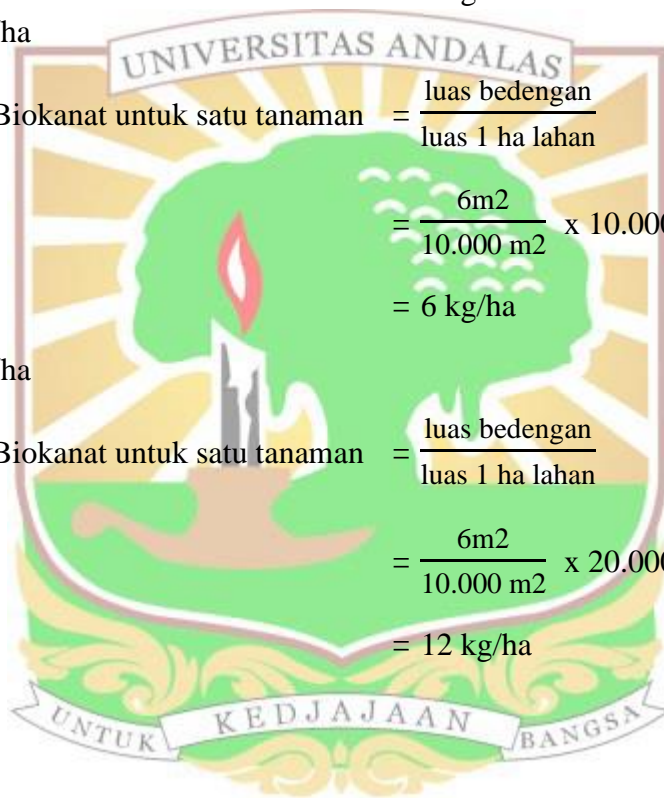 /ha
UNIVERSITAS ANDALAS
Biokanat untuk satu tanaman = luas bedengan
luas 1 ha lahan
= 6m2
10.000 m2 x 10.000
= 6 kg/ha
/ha
Biokanat untuk satu tanaman = luas bedengan
luas 1 ha lahan
= 6m2
10.000 m2 x 20.000
= 12 kg/ha
UNTUK KEDJAJAAN BANGSA